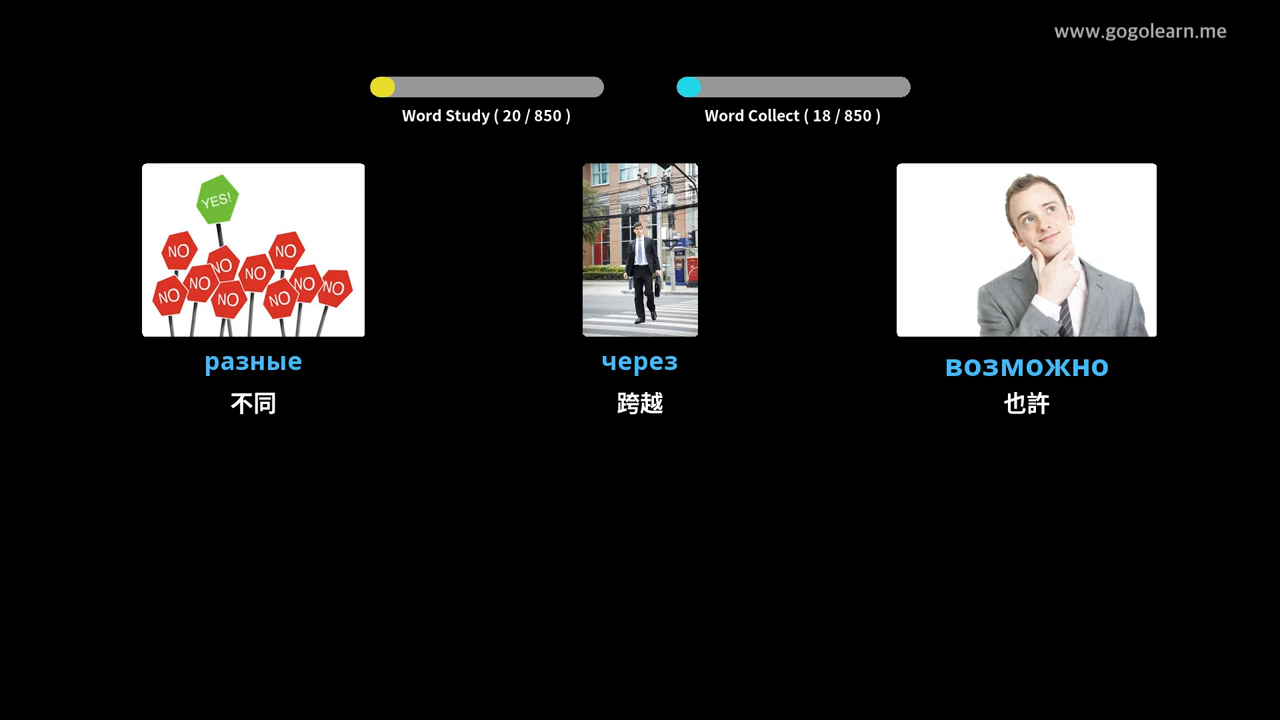 www.gogolearn.me
Word Study ( 20 / 850 )
Word Collect ( 18 / 850 )
YES!
NO
NO
NO
NO
NO
NO
NO
NO
NO
NO
разные
через
возможно
不同
跨越
也許